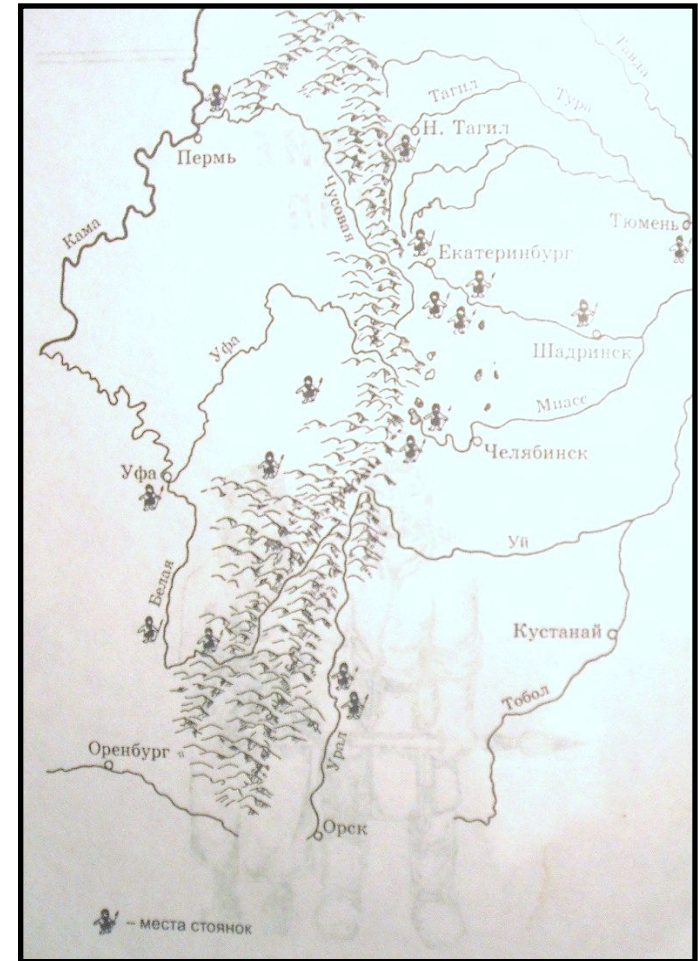 Тавда
Тагил
Тура
Н. Тагил
Пермь
Чусовая
Кама
Тюмень
Екатеринбург
Уфа
Шадринск
Миасс
Челябинск
Уфа
Уй
Белая
Кустанай
Тобол
Оренбург
Урал
Орск
– места стоянок